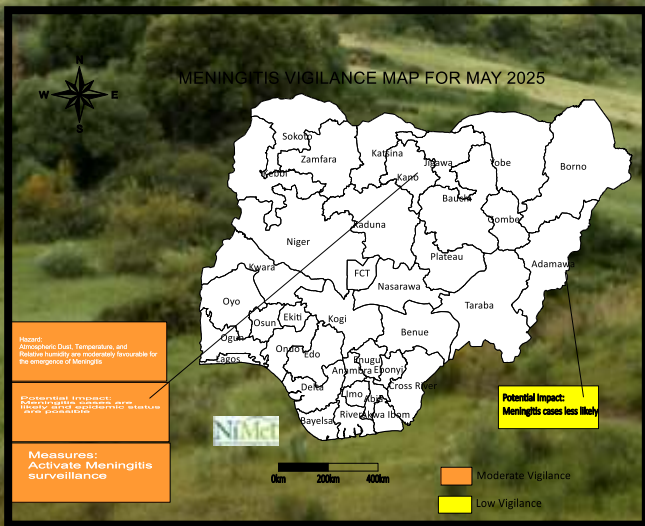 MENINGITIS VIGILANCE MAP FOR MAY 2025
N
W E
S
Sokoto
Zamfara
Katsina
Jigawa
Yobe
Borno
Kebbi
Kano
Bauchi
Gombe
Kaduna
Niger
Adamawa
Plateau
Kwara
FCT
Nasarawa
Taraba
Oyo
Osun
Ekiti
Kogi
Benue
Ogun
Ondo
Edo
Enugu
Lagos
Anambra
Ebonyi
Delta
Imo
Abia
Cross River
Bayelsa
Rivers
Akwa Ibom
Hazard:
Atmospheric Dust, Temperature, and
Relative humidity are moderately favourable for
the emergence of Meningitis
Potential Impact:
Meningitis cases are
likely and epidemic status
are possible
Measures:
Activate Meningitis
surveillance
Potential Impact:
Meningitis cases less likely
NiMet
0km 200km 400km
Moderate Vigilance
Low Vigilance